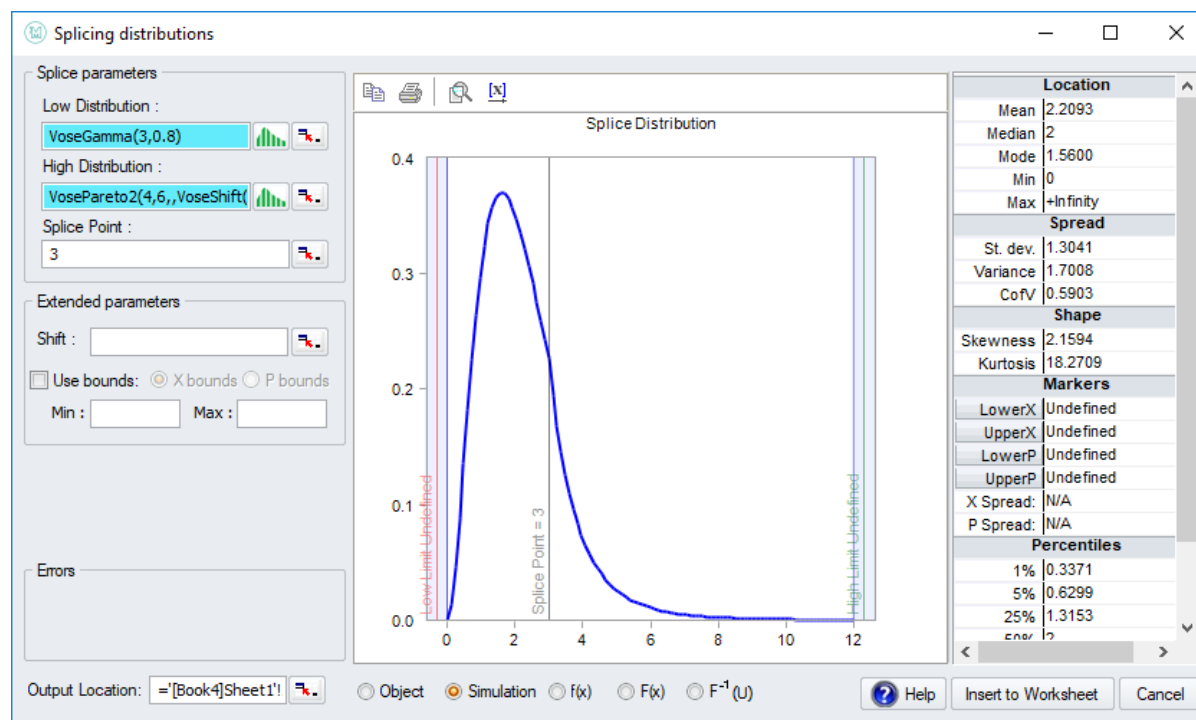 Splicing distributions
Splice parameters
Low Distribution :
VoseGamma(3,0.8)
High Distribution :
VosePareto2(4,6,,VoseShift(
Splice Point :
3
Extended parameters
Shift :
Use bounds: X bounds P bounds
Min : Max :
Errors
Output Location: ='[Book4]Sheet1'!
[X]
Splice Distribution
0.4
0.3
0.2
0.1
0.0
0 2 4 6 8 10 12
Low Limit Undefined
Splice Point = 3
High Limit Undefined
Object Simulation f(x) F(x) F⁻¹(U)
Location
Mean 2.2093
Median 2
Mode 1.5600
Min 0
Max +Infinity
Spread
St. dev. 1.3041
Variance 1.7008
CofV 0.5903
Shape
Skewness 2.1594
Kurtosis 18.2709
Markers
LowerX Undefined
UpperX Undefined
LowerP Undefined
UpperP Undefined
X Spread: N/A
P Spread: N/A
Percentiles
1% 0.3371
5% 0.6299
25% 1.3153
50% 2
? Help Insert to Worksheet Cancel